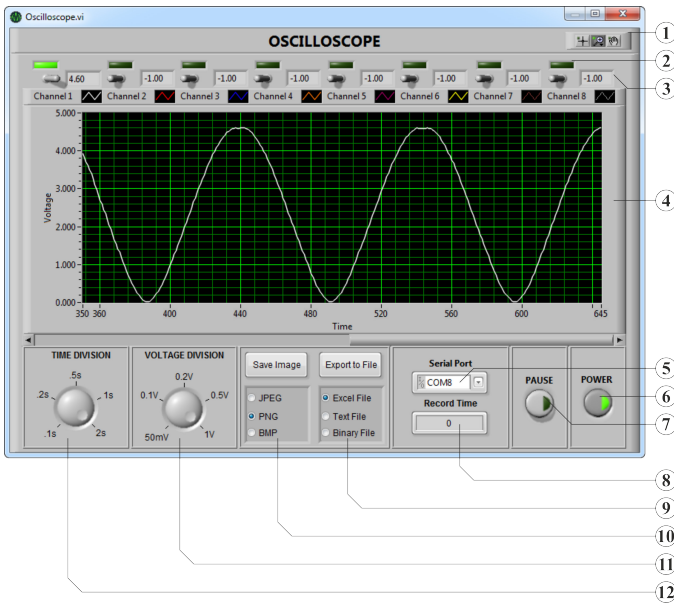 Oscilloscope.vi
OSCILLOSCOPE
1
2
4.60 -1.00 -1.00 -1.00 -1.00 -1.00 -1.00 -1.00
3
Channel 1 Channel 2 Channel 3 Channel 4 Channel 5 Channel 6 Channel 7 Channel 8
5.000
4.000
3.000
2.000
1.000
0.000
Voltage
4
350 360 400 440 480 520 560 600 645
Time
TIME DIVISION
.1s
.2s
.5s
1s
2s
VOLTAGE DIVISION
50mV
0.1V
0.2V
.5V
1V
Save Image
JPEG
PNG
BMP
Export to File
Excel File
Text File
Binary File
Serial Port
COM8
Record Time
0
PAUSE
POWER
5
6
7
8
9
10
11
12